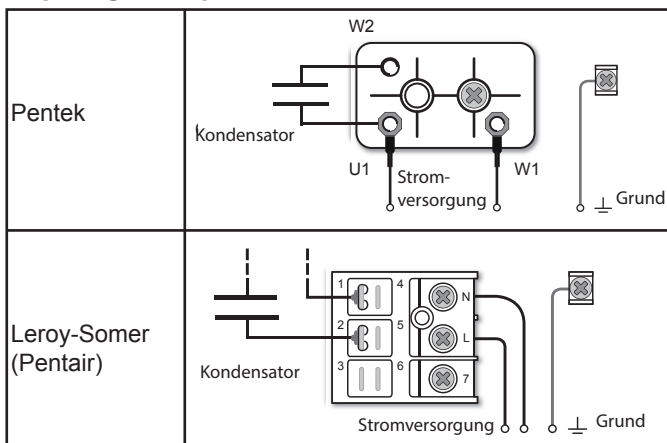 Pentek
W2
Kondensator
U1
W1
Strom-
versorgung
Grund
Leroy-Somer
(Pentair)
1
4
N
2
5
L
3
6
7
Kondensator
Stromversorgung
Grund